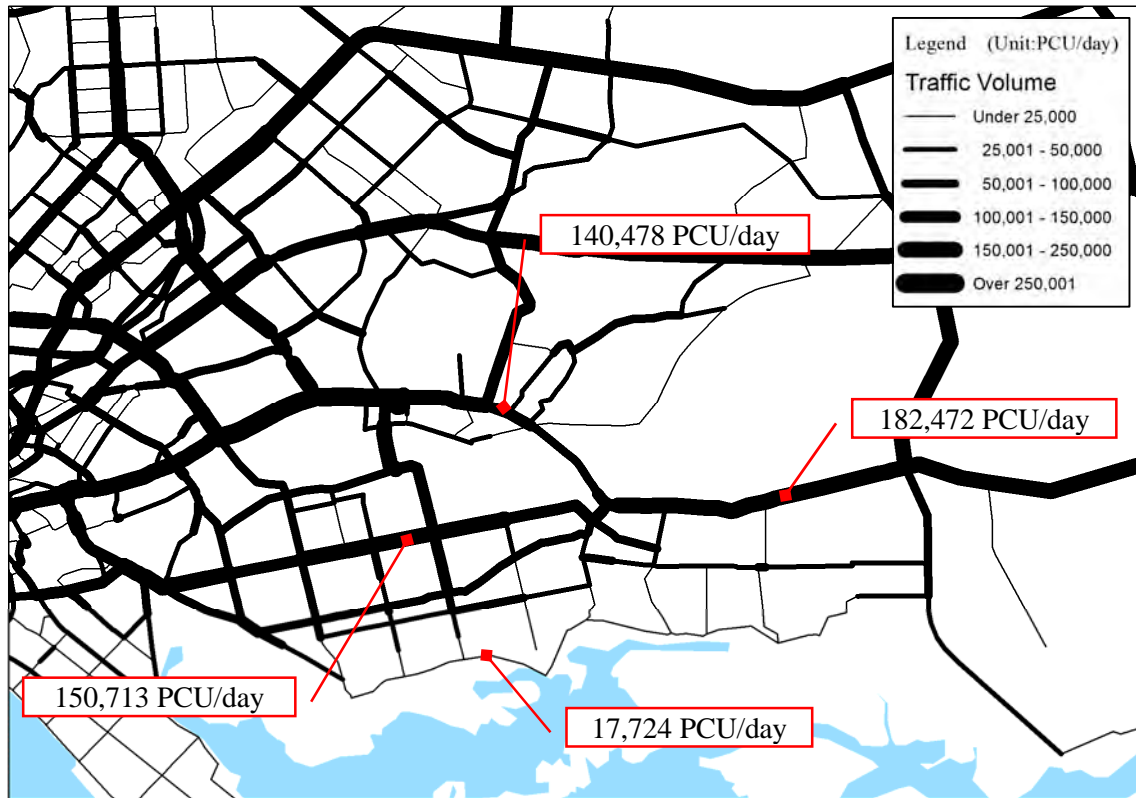 Legend (Unit:PCU/day)
Traffic Volume
Under 25,000
25,001 - 50,000
50,001 - 100,000
100,001 - 150,000
150,001 - 250,000
Over 250,001
140,478 PCU/day
182,472 PCU/day
150,713 PCU/day
17,724 PCU/day